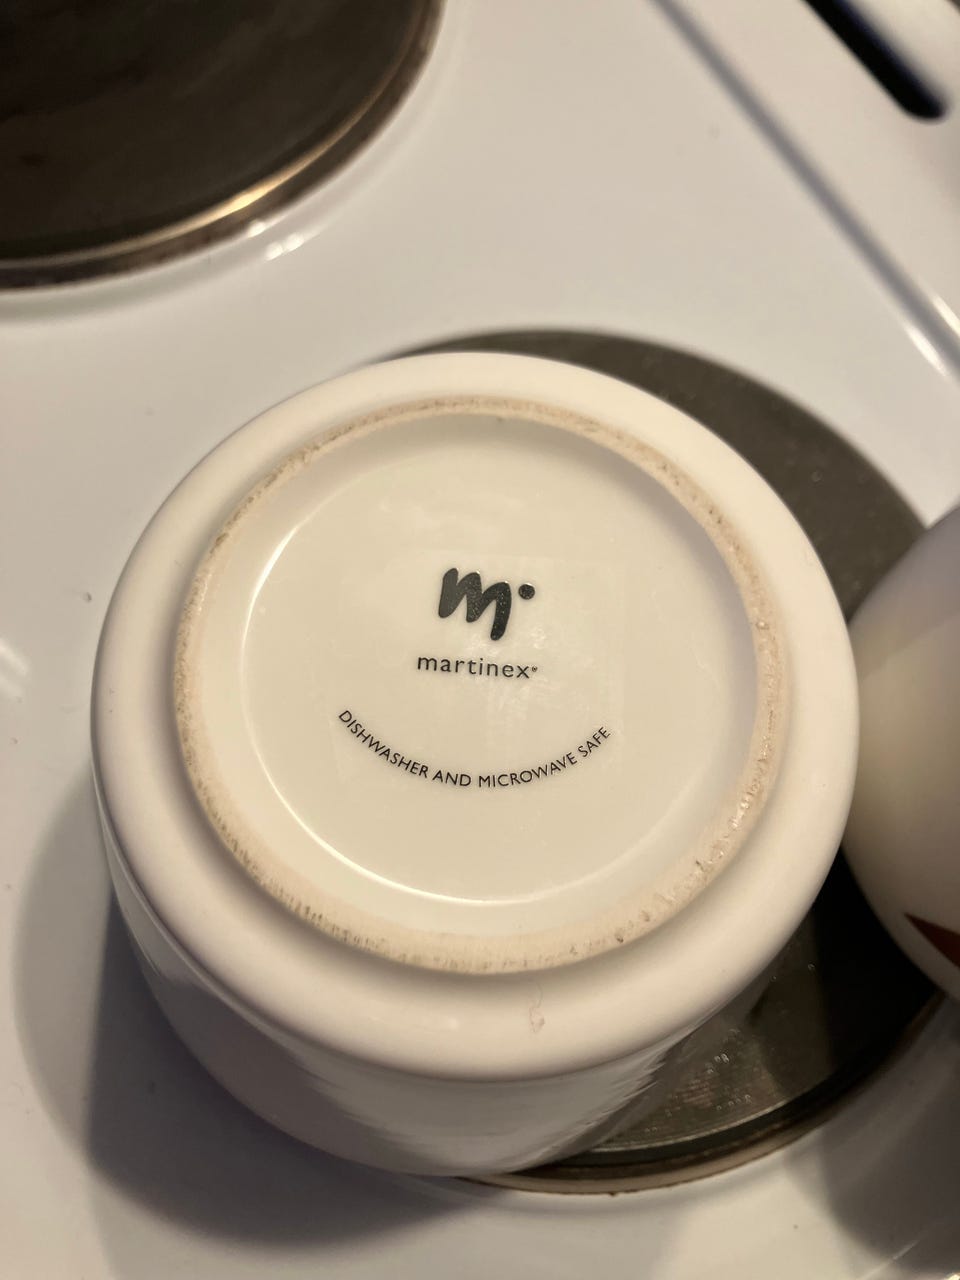 m
martinex®
DISHWASHER AND MICROWAVE SAFE